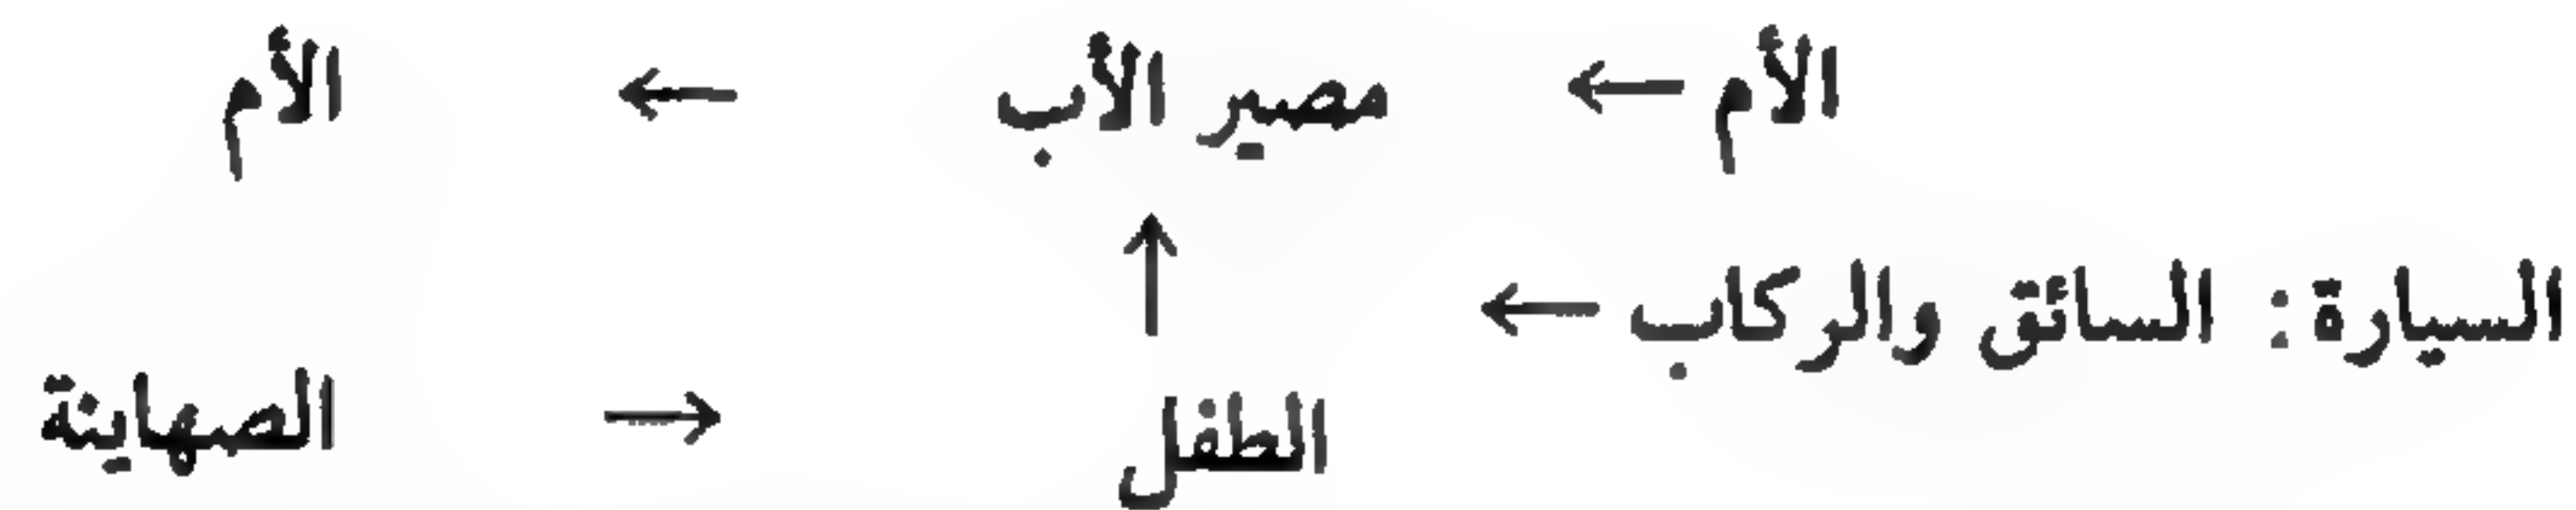 الأم ← مصير الأب ← الأم
↑
السيارة: السائق والركاب ←
الطفل → الصهاينة